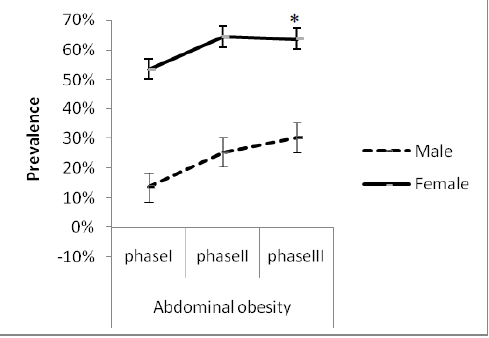 70%
60%
50%
40%
30%
20%
10%
0%
-10%
Prevalence
*
phaseI phaseII phaseIII
Abdominal obesity
Male
Female